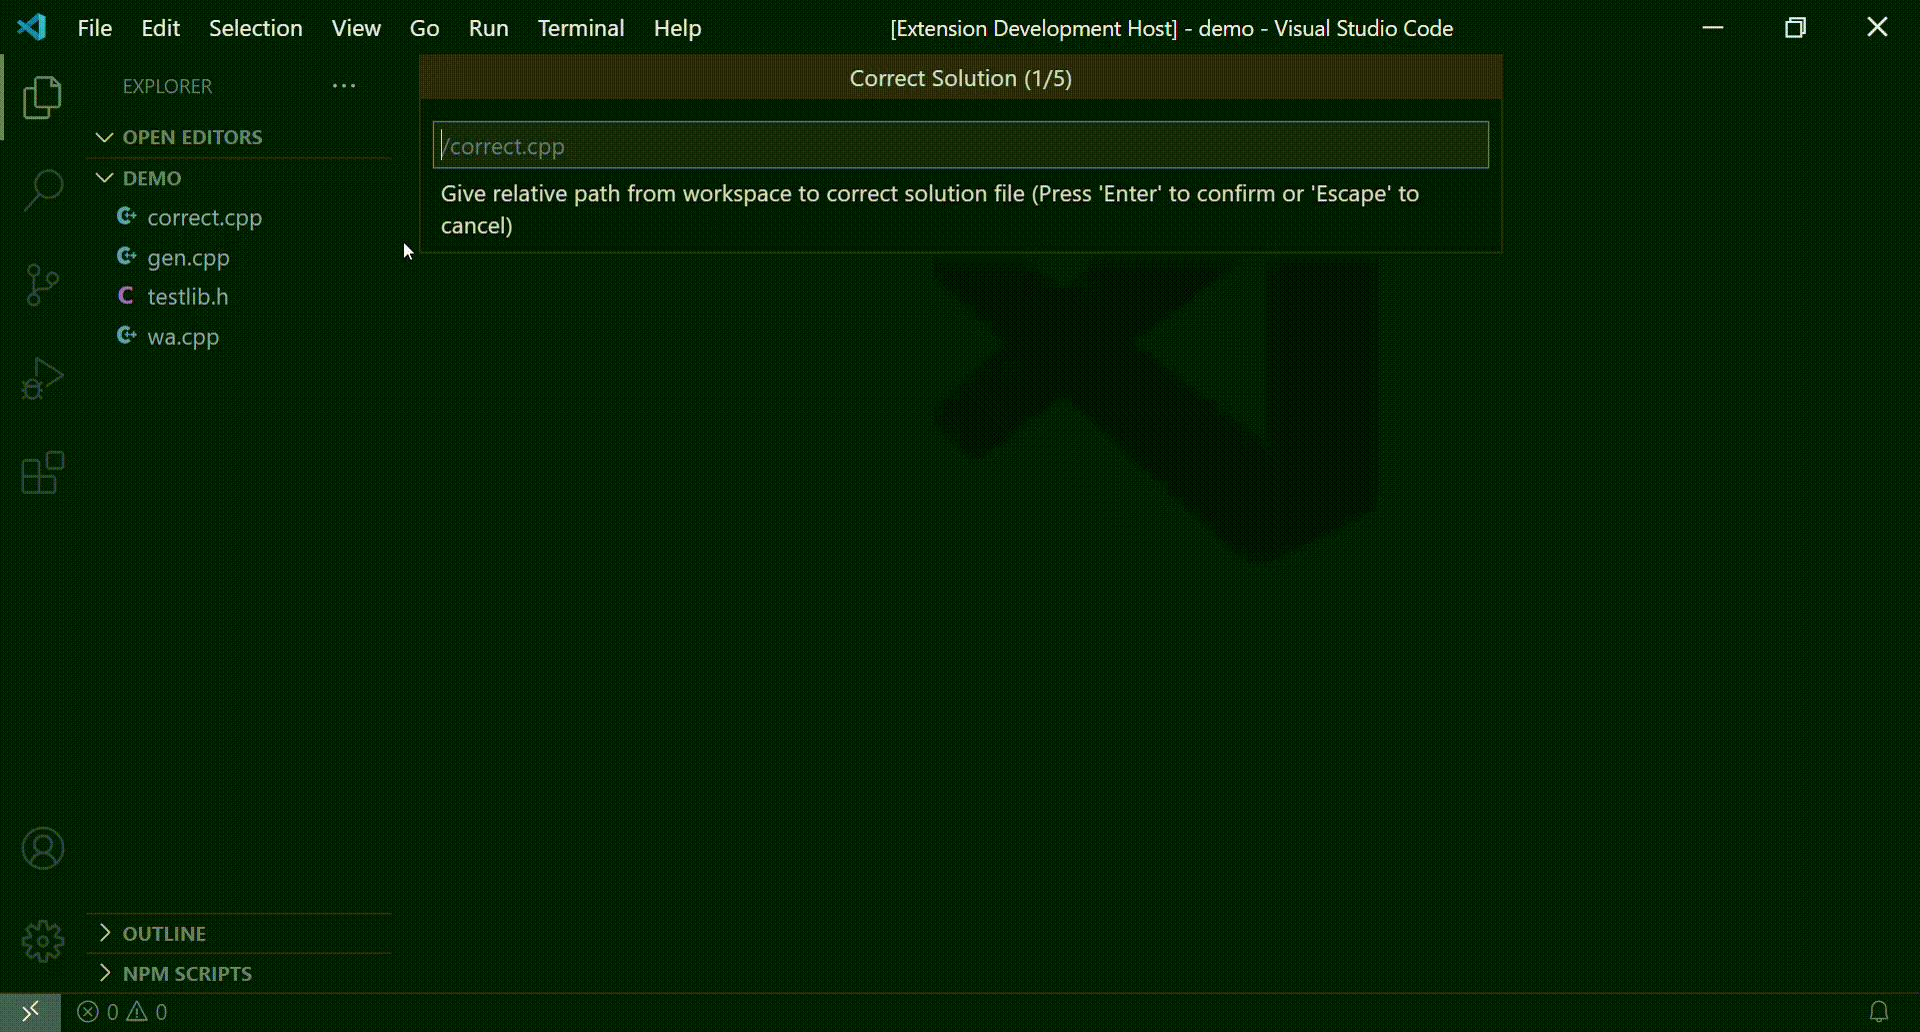 File Edit Selection View Go Run Terminal Help [Extension Development Host] - demo - Visual Studio Code
Correct Solution (1/5)
/correct.cpp
Give relative path from workspace to correct solution file (Press 'Enter' to confirm or 'Escape' to
cancel)
EXPLORER
OPEN EDITORS
DEMO
correct.cpp
gen.cpp
testlib.h
wa.cpp
OUTLINE
NPM SCRIPTS
0 0